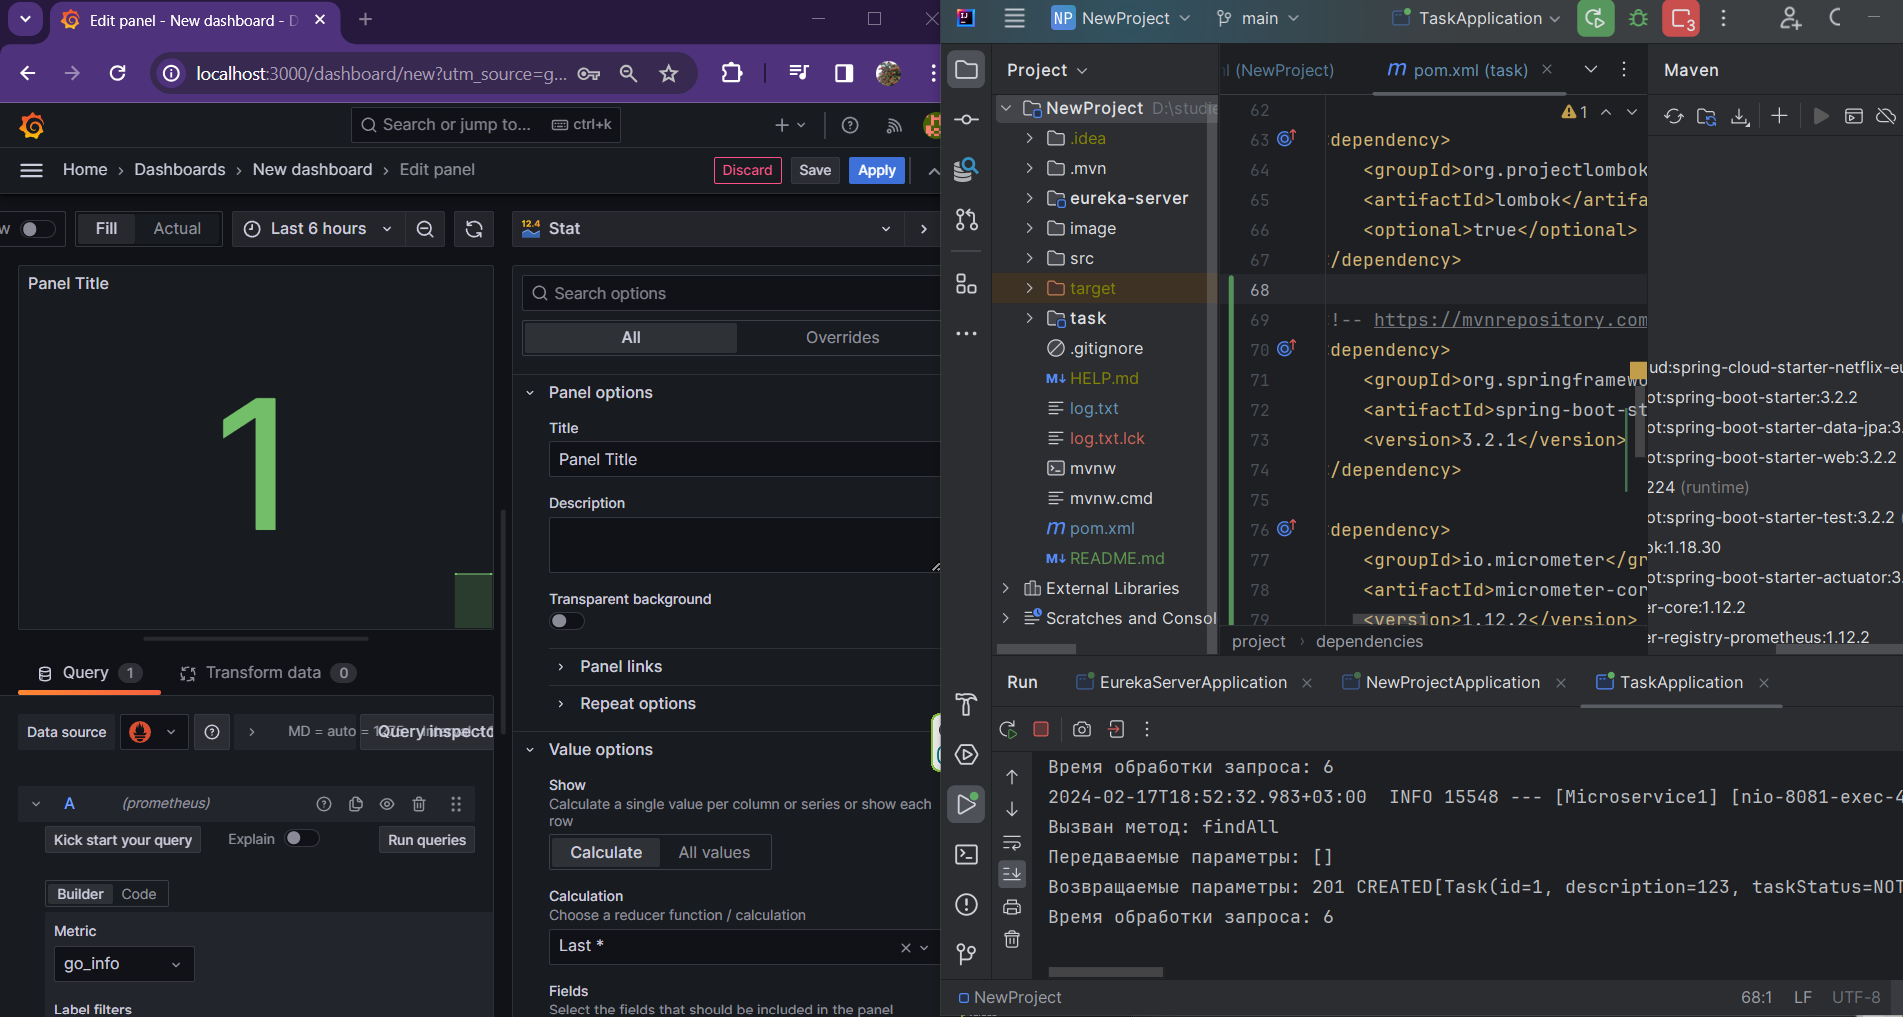 Edit panel - New dashboard - D
localhost:3000/dashboard/new?utm_source=g...
Search or jump to...
ctrl+k
Home › Dashboards › New dashboard › Edit panel
Discard
Save
Apply
w
Fill
Actual
Last 6 hours
12.4
Stat
Panel Title
1
Search options
All
Overrides
Panel options
Title
Panel Title
Description
Transparent background
Panel links
Repeat options
Value options
Show
Calculate a single value per column or series or show each
row
Calculate
All values
Calculation
Choose a reducer function / calculation
Last *
Fields
Select the fields that should be included in the panel
Query 1
Transform data 0
Data source
MD = auto =
Query inspecto
A (prometheus)
Kick start your query
Explain
Run queries
Builder
Code
Metric
go_info
Label filters
NP NewProject
main
TaskApplication
3
Project
NewProject D:\studie
.idea
.mvn
eureka-server
image
src
target
task
.gitignore
M↓ HELP.md
log.txt
log.txt.lck
mvnw
mvnw.cmd
m pom.xml
M↓ README.md
External Libraries
Scratches and Consol
(NewProject)
m pom.xml (task)
1
62
63 dependency>
64 <groupId>org.projectlombok
65 <artifactId>lombok</artifa
66 <optional>true</optional>
67 /dependency>
68
69 !-- https://mvnrepository.com
70 dependency>
71 <groupId>org.springframewo
72 <artifactId>spring-boot-st
73 <version>3.2.1</version>
74 /dependency>
75
76 dependency>
77 <groupId>io.micrometer</gr
78 <artifactId>micrometer-cor
79 <version>1.12.2</version>
project › dependencies
Maven
ud:spring-cloud-starter-netflix-eu
ot:spring-boot-starter:3.2.2
ot:spring-boot-starter-data-jpa:3.
ot:spring-boot-starter-web:3.2.2
224 (runtime)
ot:spring-boot-starter-test:3.2.2 (
ok:1.18.30
ot:spring-boot-starter-actuator:3.
er-core:1.12.2
er-registry-prometheus:1.12.2
Run
EurekaServerApplication
NewProjectApplication
TaskApplication
Время обработки запроса: 6
2024-02-17T18:52:32.983+03:00 INFO 15548 --- [Microservice1] [nio-8081-exec-4
Вызван метод: findAll
Передаваемые параметры: []
Возвращаемые параметры: 201 CREATED[Task(id=1, description=123, taskStatus=NOT
Время обработки запроса: 6
NewProject
68:1
LF
UTF-8